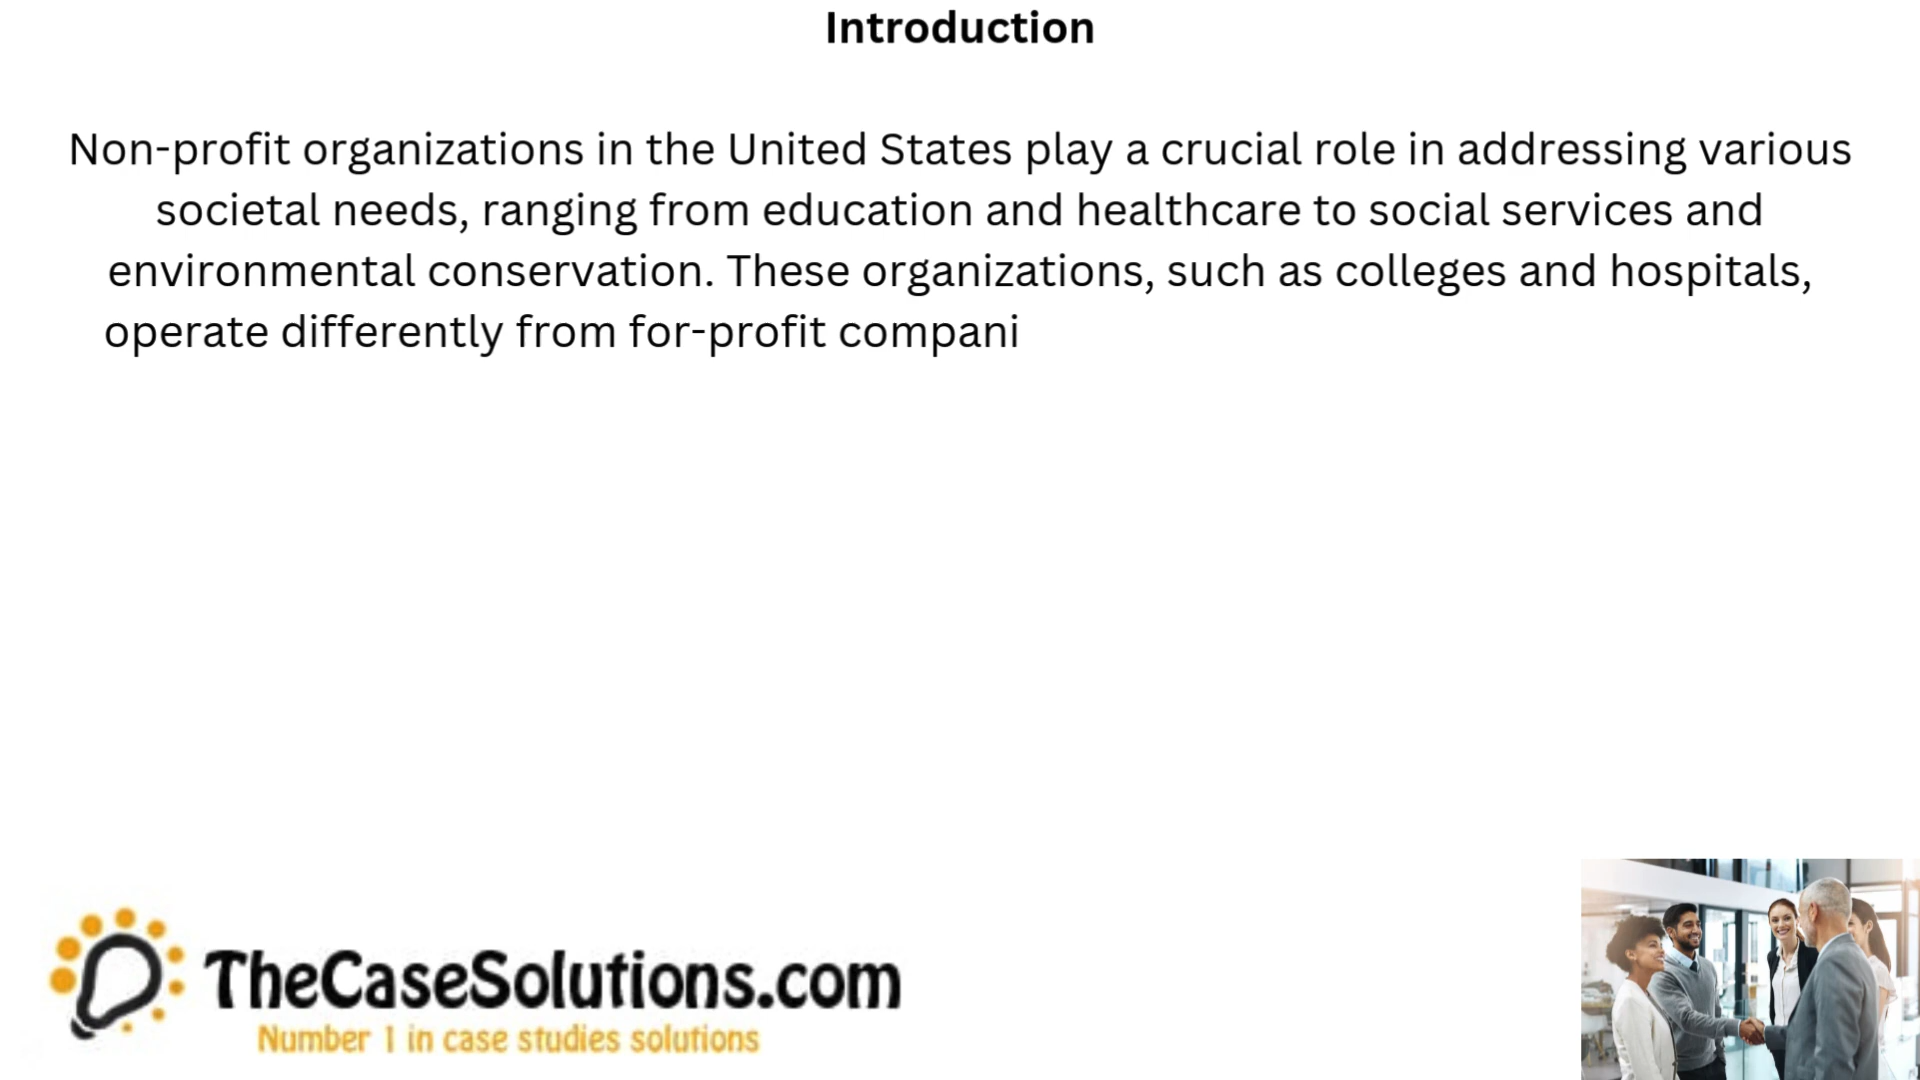 Introduction
Non-profit organizations in the United States play a crucial role in addressing various
societal needs, ranging from education and healthcare to social services and
environmental conservation. These organizations, such as colleges and hospitals,
operate differently from for-profit compani
TheCaseSolutions.com
Number 1 in case studies solutions